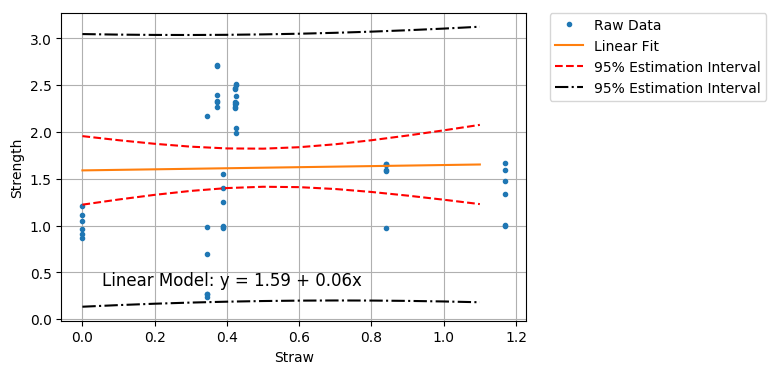 3.0
2.5
2.0
1.5
1.0
0.5
0.0
Strength
0.0 0.2 0.4 0.6 0.8 1.0 1.2
Straw
Linear Model: y = 1.59 + 0.06x
Raw Data
Linear Fit
95% Estimation Interval
95% Estimation Interval